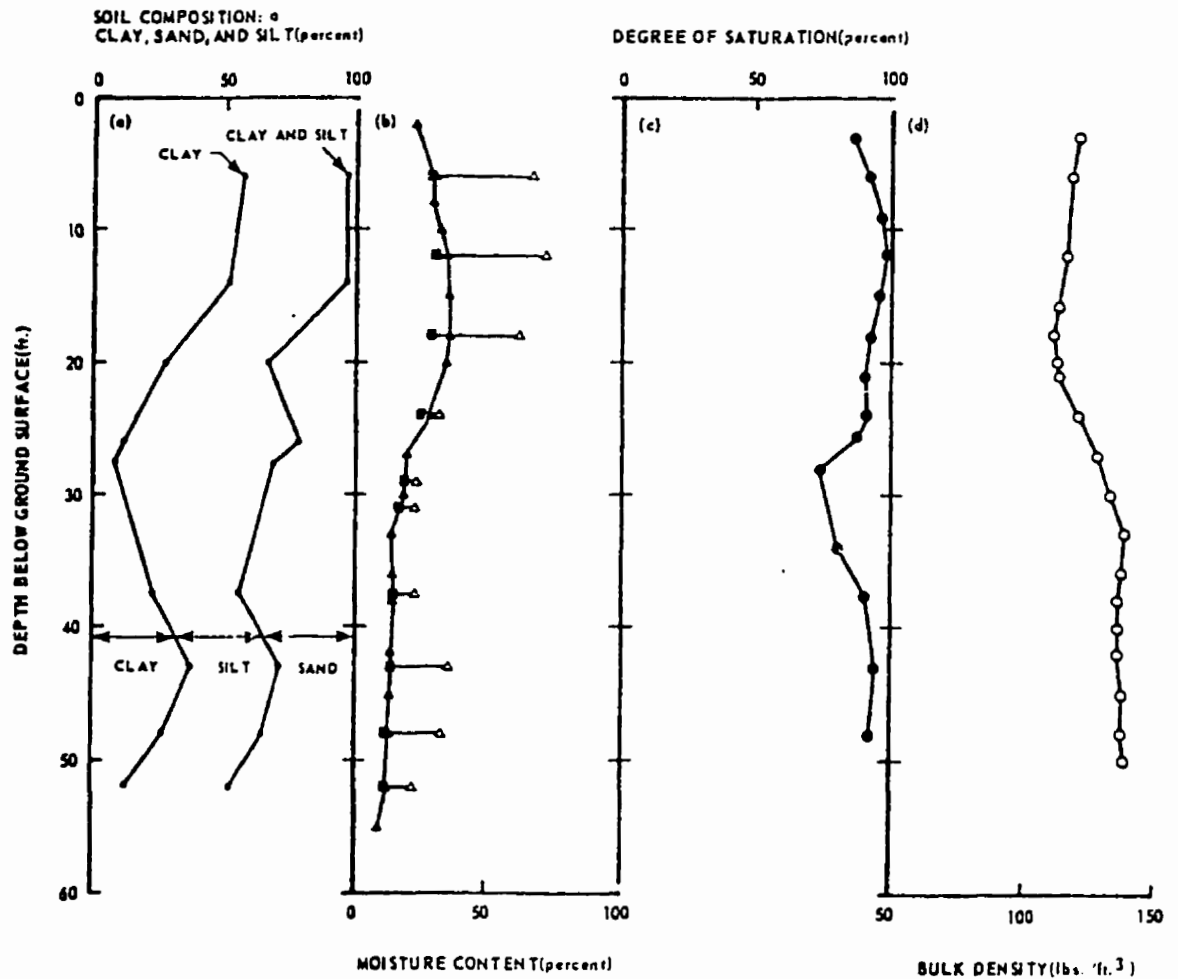 SOIL COMPOSITION: a
CLAY, SAND, AND SILT(percent)
DEGREE OF SATURATION(percent)
0 50 100
0 50 100
0
10
20
30
40
50
60
DEPTH BELOW GROUND SURFACE(ft.)
(a)
(b)
(c)
(d)
CLAY AND SILT
CLAY
CLAY
SILT
SAND
0 50 100
50 100 150
MOISTURE CONTENT(percent)
BULK DENSITY(lbs. /ft.3)